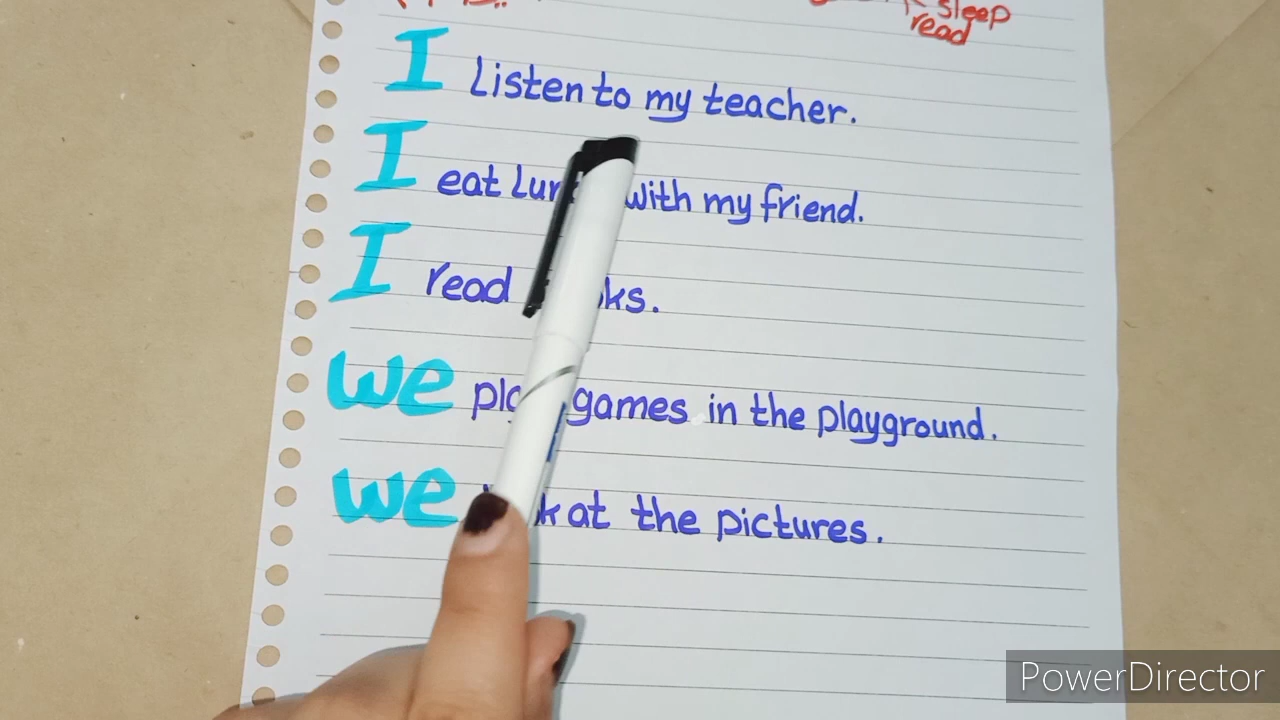 sleep
read
I Listen to my teacher.
I eat with my friend.
I read
we games in the playground.
we at the pictures.
PowerDirector